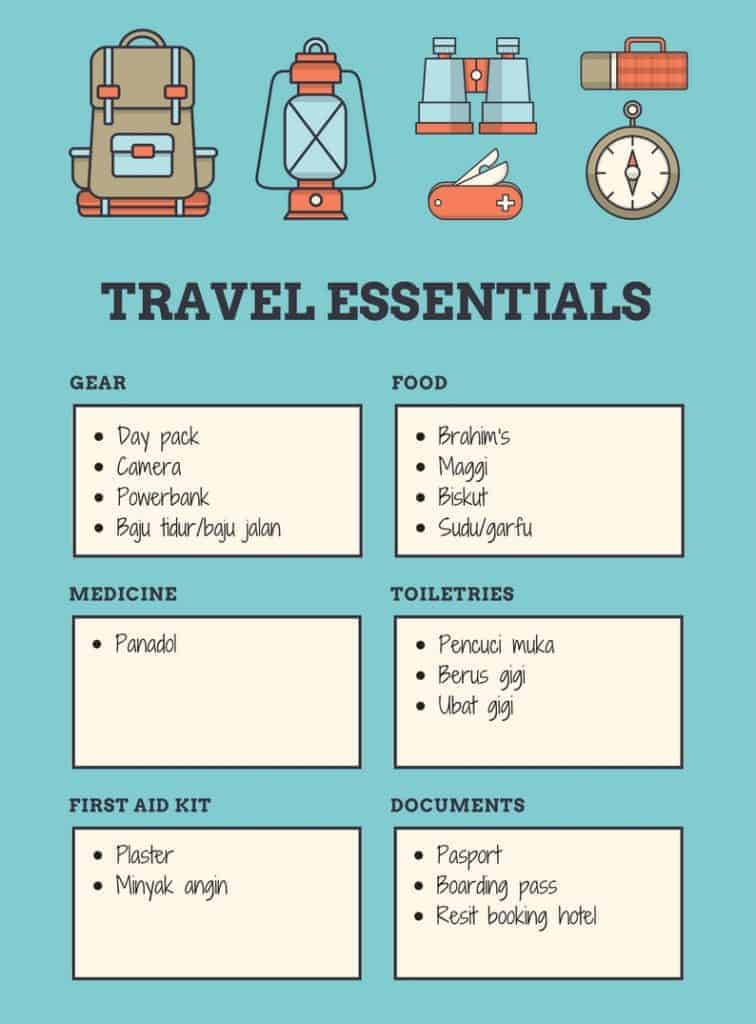 TRAVEL ESSENTIALS
GEAR
Day pack
Camera
Powerbank
Baju tidur/baju jalan
FOOD
Brahim's
Maggi
Biskut
Sudu/garfu
MEDICINE
Panadol
TOILETRIES
Pencuci muka
Berus gigi
Ubat gigi
FIRST AID KIT
Plaster
Minyak angin
DOCUMENTS
Pasport
Boarding pass
Resit booking hotel